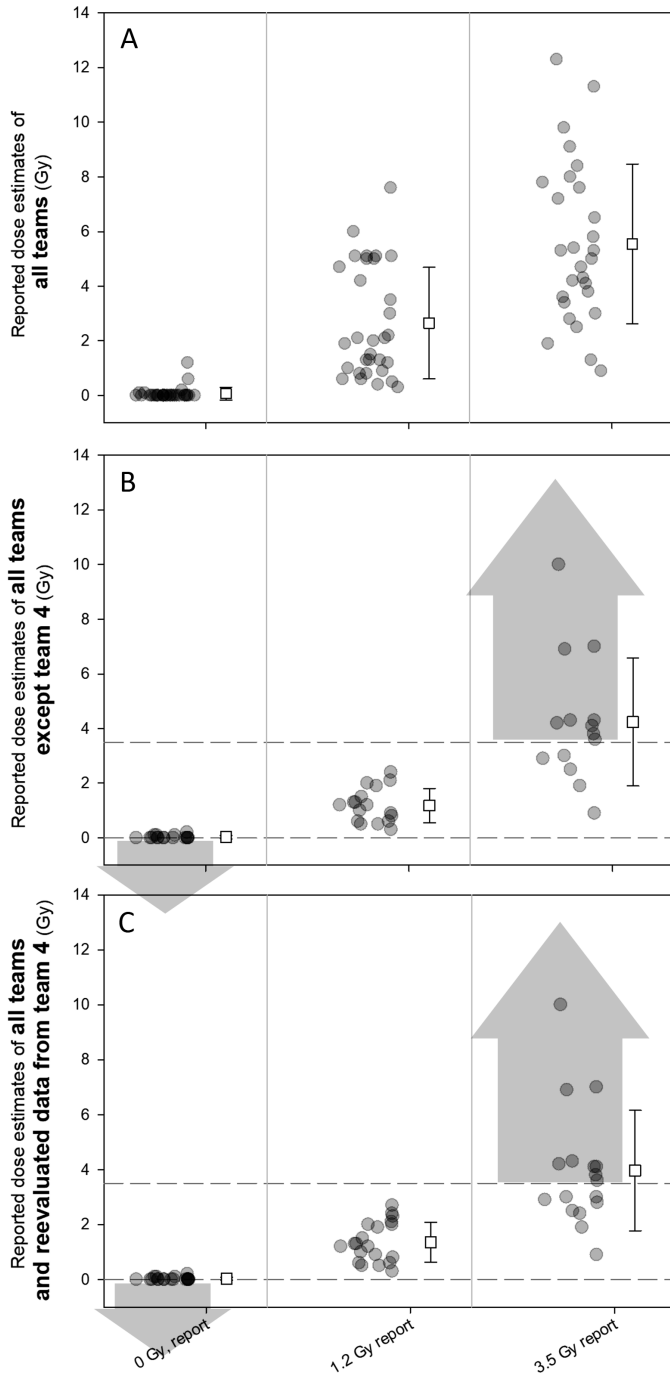 A
14
12
10
8
6
4
2
0
Reported dose estimates of
all teams (Gy)
B
14
12
10
8
6
4
2
0
Reported dose estimates of all teams
except team 4 (Gy)
C
14
12
10
8
6
4
2
0
Reported dose estimates of all teams
and reevaluated data from team 4 (Gy)
0 Gy, report
1.2 Gy report
3.5 Gy report